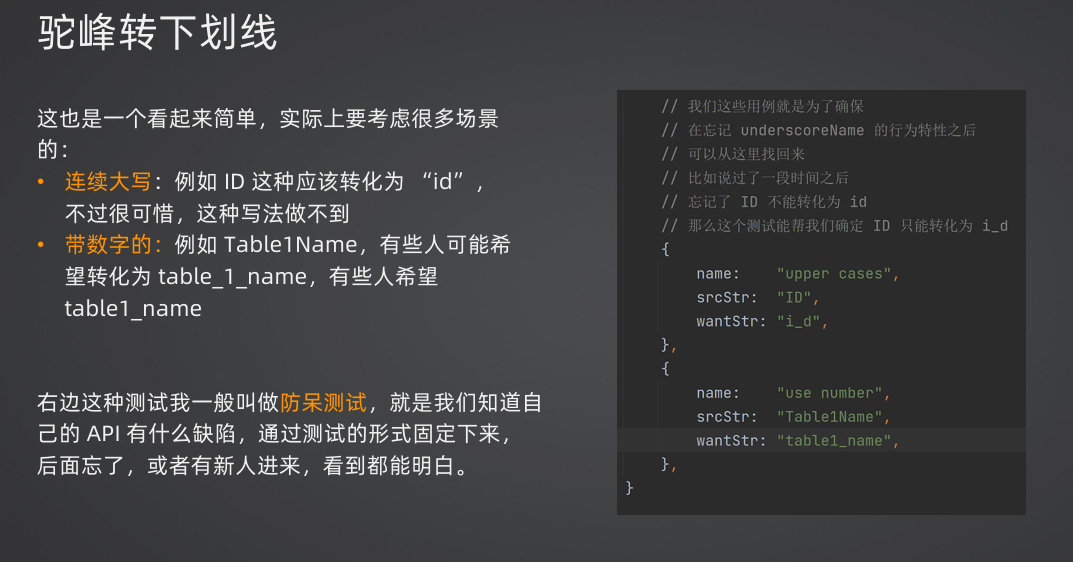 驼峰转下划线
这也是一个看起来简单，实际上要考虑很多场景
的：
• 连续大写：例如 ID 这种应该转化为 “id”，
不过很可惜，这种写法做不到
• 带数字的：例如 Table1Name，有些人可能希
望转化为 table_1_name，有些人希望
table1_name
右边这种测试我一般叫做防呆测试，就是我们知道自
己的 API 有什么缺陷，通过测试的形式固定下来，
后面忘了，或者有新人进来，看到都能明白。
// 我们这些用例就是为了确保
// 在忘记 underscoreName 的行为特性之后
// 可以从这里找回来
// 比如说过了一段时间之后
// 忘记了 ID 不能转化为 id
// 那么这个测试能帮我们确定 ID 只能转化为 i_d
{
name: "upper cases",
srcStr: "ID",
wantStr: "i_d",
},
{
name: "use number",
srcStr: "Table1Name",
wantStr: "table1_name",
},
}